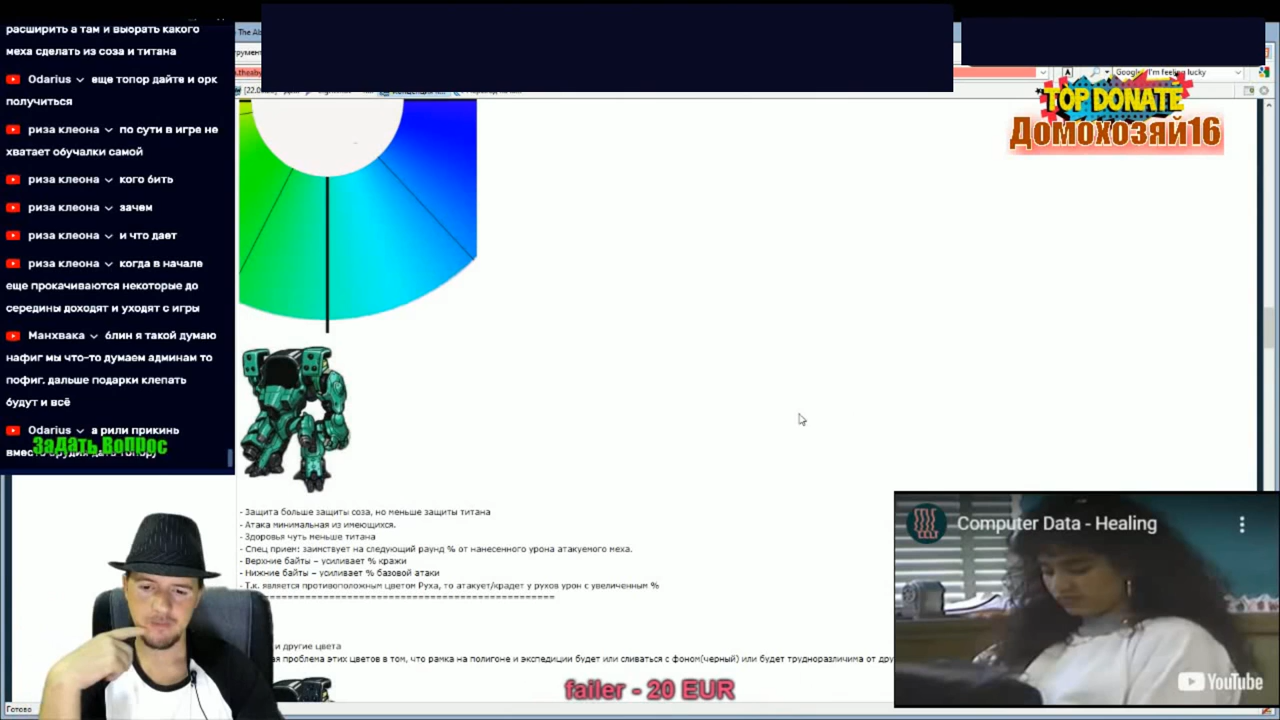 расширить а там и выбрать какого
меха сделать из соза и титана
Odarius еще топор дайте и орк
получиться
риза клеона по сути в игре не
хватает обучалки самой
риза клеона кого бить
риза клеона зачем
риза клеона и что дает
риза клеона когда в начале
еще прокачиваются некоторые до
середины доходят и уходят с игры
Манхвака блин я такой думаю
нафиг мы что-то думаем админам то
пофиг. дальше подарки клепать
будут и всё
Odarius а рили прикинь
ЗаДАТЬ ВоПРОС
The Ab
Google I'm feeling lucky
TOP DONATE
Домохозяй16
- Защита больше защиты соза, но меньше защиты титана
- Атака минимальная из имеющихся.
- Здоровья чуть меньше титана
- Спец прием: заимствует на следующий раунд % от нанесенного урона атакуемого меха.
- Верхние байты – усиливает % кражи
- Нижние байты – усиливает % базовой атаки
- Т.к. является противоположным цветом Руха, то атакует/крадет у рухов урон с увеличенным %
и другие цвета
проблема этих цветов в том, что рамка на полигоне и экспедиции будет или сливаться с фоном(черный) или будет трудноразличима от
failer - 20 EUR
Computer Data - Healing
YouTube
Готово